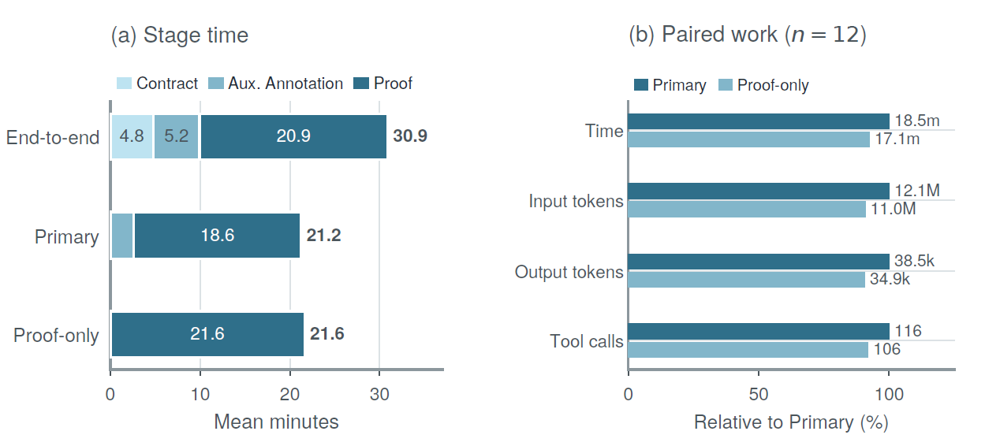 (a) Stage time
Contract Aux. Annotation Proof
End-to-end 4.8 5.2 20.9 30.9
Primary 18.6 21.2
Proof-only 21.6 21.6
0 10 20 30
Mean minutes
(b) Paired work (n = 12)
Primary Proof-only
Time 18.5m
17.1m
Input tokens 12.1M
11.0M
Output tokens 38.5k
34.9k
Tool calls 116
106
0 50 100
Relative to Primary (%)